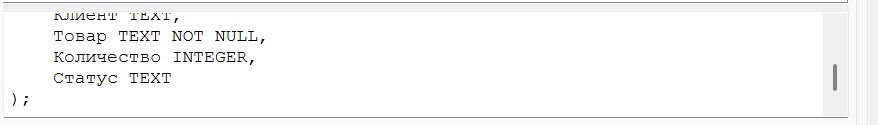 Клиент TEXT,
Товар TEXT NOT NULL,
Количество INTEGER,
Статус TEXT
);